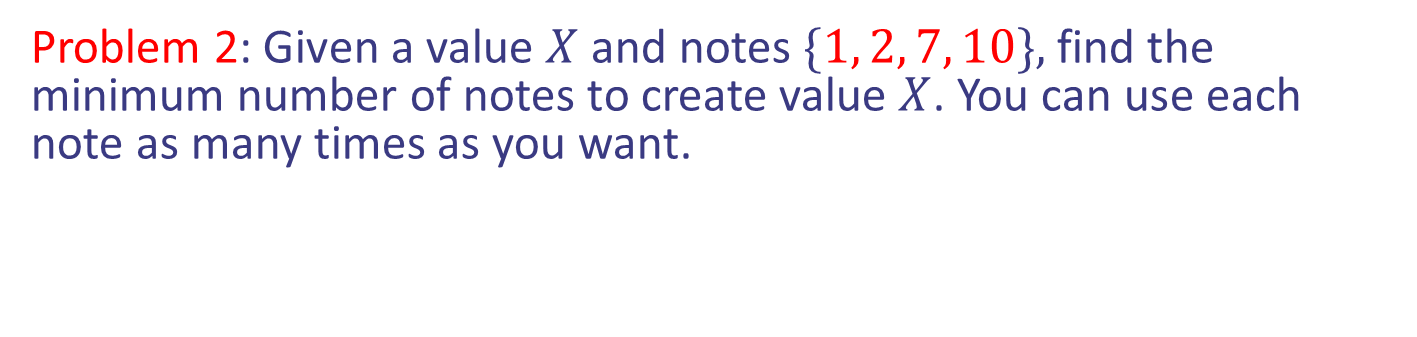 Problem 2: Given a value X and notes {1, 2, 7, 10}, find the
minimum number of notes to create value X. You can use each
note as many times as you want.